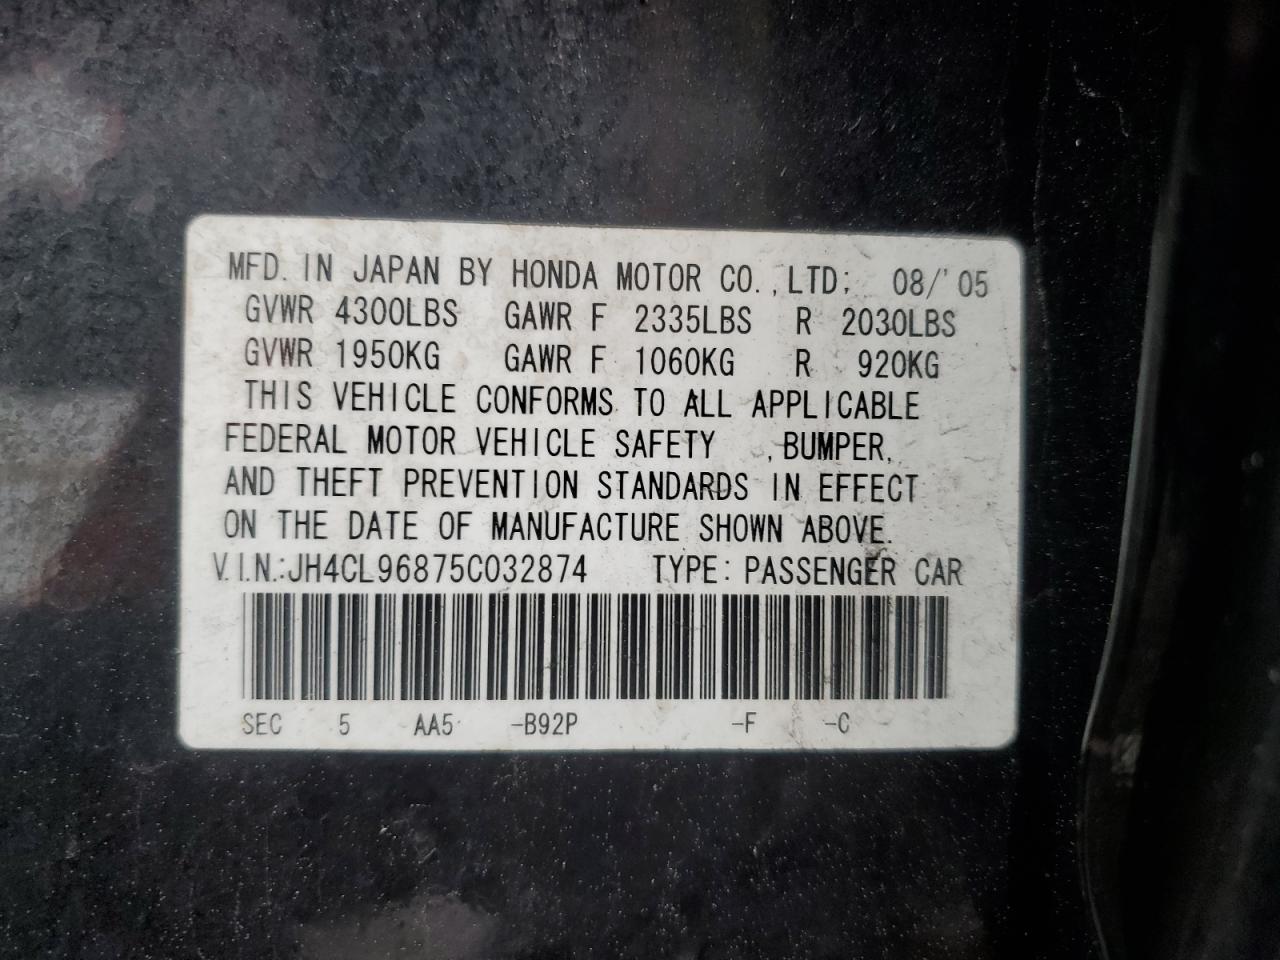 MFD. IN JAPAN BY HONDA MOTOR CO.,LTD; 08/'05
GVWR 4300LBS GAWR F 2335LBS R 2030LBS
GVWR 1950KG GAWR F 1060KG R 920KG
THIS VEHICLE CONFORMS TO ALL APPLICABLE
FEDERAL MOTOR VEHICLE SAFETY ,BUMPER,
AND THEFT PREVENTION STANDARDS IN EFFECT
ON THE DATE OF MANUFACTURE SHOWN ABOVE.
V.I.N.:JH4CL96875C032874 TYPE: PASSENGER CAR
SEC 5 AA5 -B92P -F -C